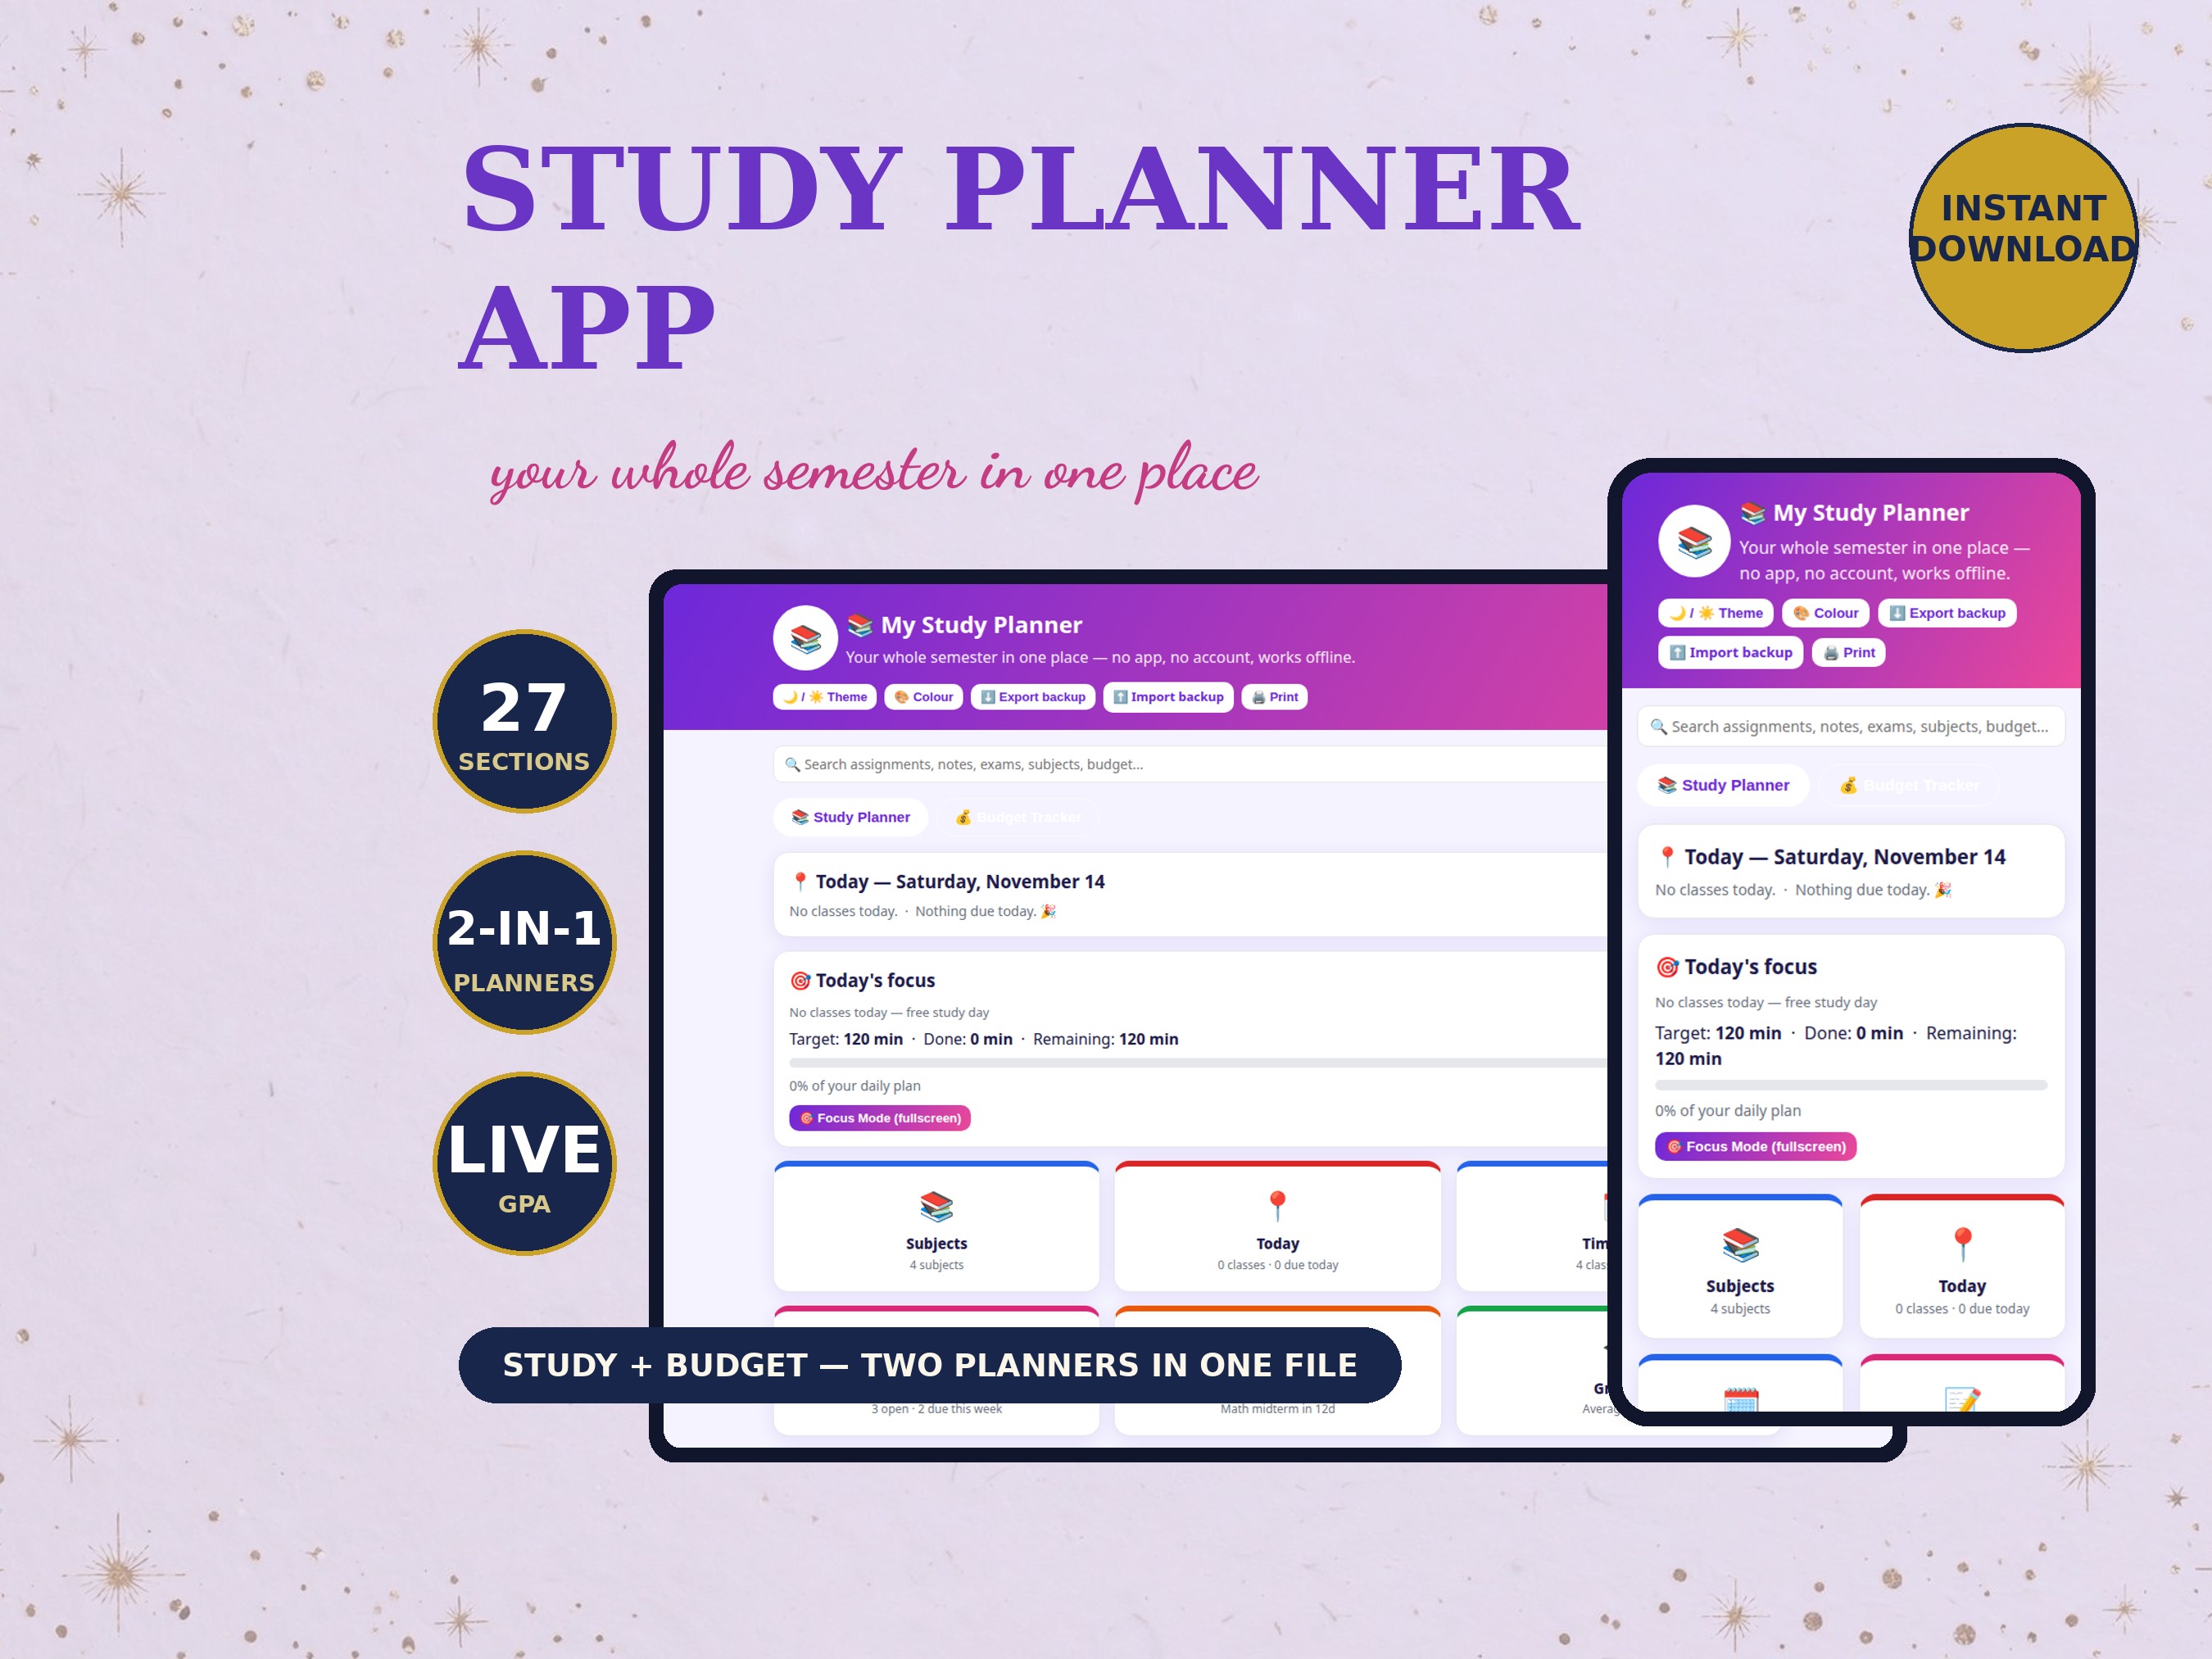 STUDY PLANNER
APP
INSTANT
DOWNLOAD
your whole semester in one place
27
SECTIONS
2-IN-1
PLANNERS
LIVE
GPA
📚 My Study Planner
Your whole semester in one place — no app, no account, works offline.
🌙 / ☀️ Theme
🎨 Colour
⬇️ Export backup
⬆️ Import backup
🖨️ Print
🔍 Search assignments, notes, exams, subjects, budget...
📚 Study Planner
💰 Budget Tracker
📍 Today — Saturday, November 14
No classes today. · Nothing due today. 🎉
🎯 Today's focus
No classes today — free study day
Target: 120 min · Done: 0 min · Remaining: 120 min
0% of your daily plan
🎯 Focus Mode (fullscreen)
Subjects
4 subjects
Today
0 classes · 0 due today
3 open · 2 due this week
Math midterm in 12d
STUDY + BUDGET — TWO PLANNERS IN ONE FILE
📚 My Study Planner
Your whole semester in one place —
no app, no account, works offline.
🌙 / ☀️ Theme
🎨 Colour
⬇️ Export backup
⬆️ Import backup
🖨️ Print
🔍 Search assignments, notes, exams, subjects, budget...
📚 Study Planner
💰 Budget Tracker
📍 Today — Saturday, November 14
No classes today. · Nothing due today. 🎉
🎯 Today's focus
No classes today — free study day
Target: 120 min · Done: 0 min · Remaining:
120 min
0% of your daily plan
🎯 Focus Mode (fullscreen)
Subjects
4 subjects
Today
0 classes · 0 due today